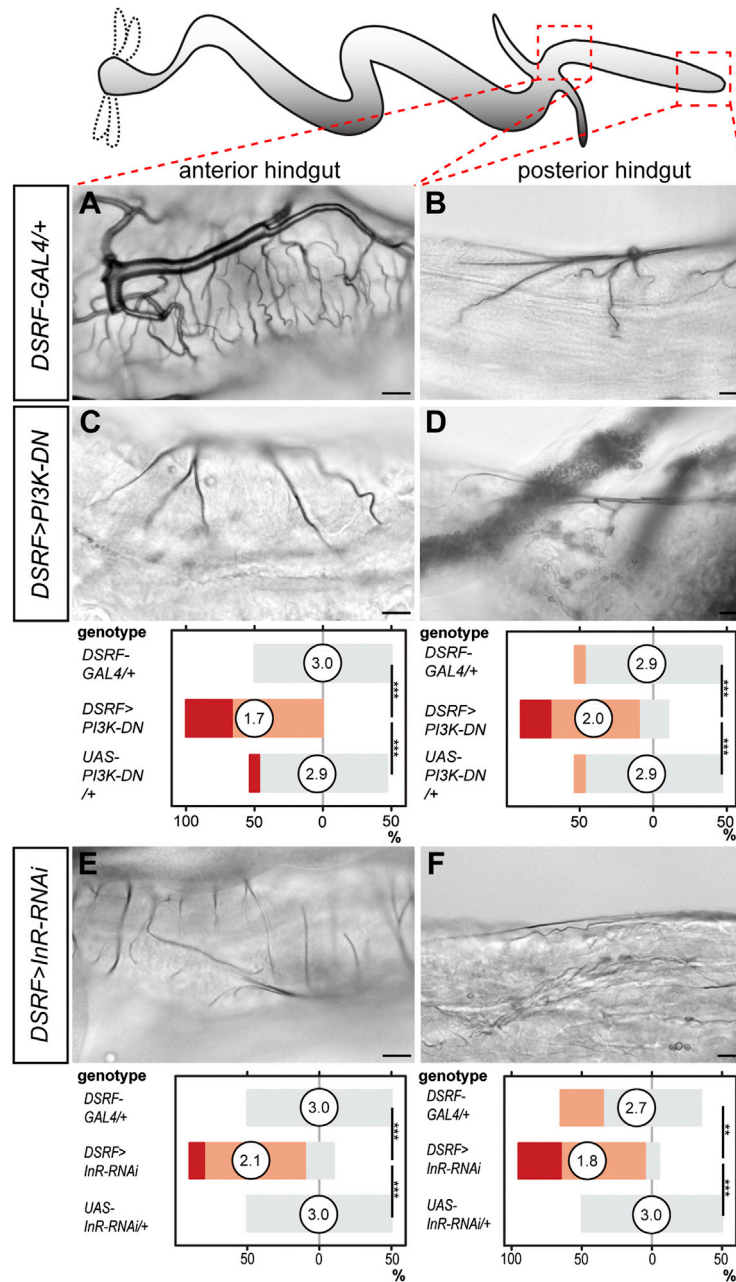 anterior hindgut
posterior hindgut
DSRF-GAL4/+
A
B
DSRF>PI3K-DN
C
D
genotype
DSRF-
GAL4/+
3.0
DSRF>
PI3K-DN
1.7
UAS-
PI3K-DN
/+
2.9
***
***
100
50
0
50
%
genotype
DSRF-
GAL4/+
2.9
DSRF>
PI3K-DN
2.0
UAS-
PI3K-DN
/+
2.9
***
***
50
0
50
%
DSRF>InR-RNAi
E
F
genotype
DSRF-
GAL4/+
3.0
DSRF>
InR-RNAi
2.1
UAS-
InR-RNAi/+
3.0
***
***
50
0
50
%
genotype
DSRF-
GAL4/+
2.7
DSRF>
InR-RNAi
1.8
UAS-
InR-RNAi/+
3.0
**
***
100
50
0
50
%